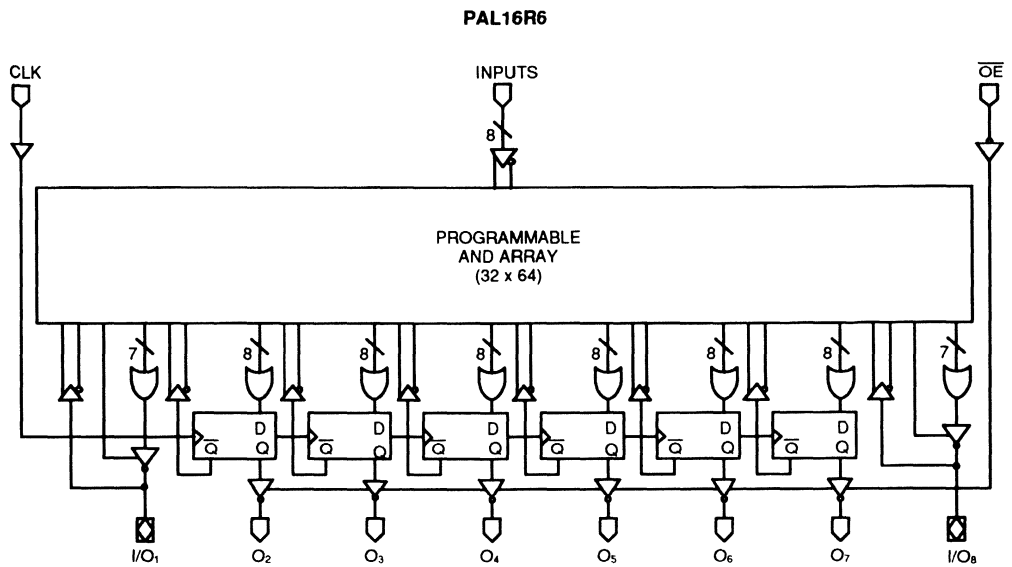 PAL16R6
CLK INPUTS O̅E̅
8
PROGRAMMABLE
AND ARRAY
(32 x 64)
7 8 8 8 8 8 8 7
D D D D D D
Q̅ Q Q̅ Q Q̅ Q Q̅ Q Q̅ Q Q̅ Q
I/O₁ O₂ O₃ O₄ O₅ O₆ O₇ I/O₈